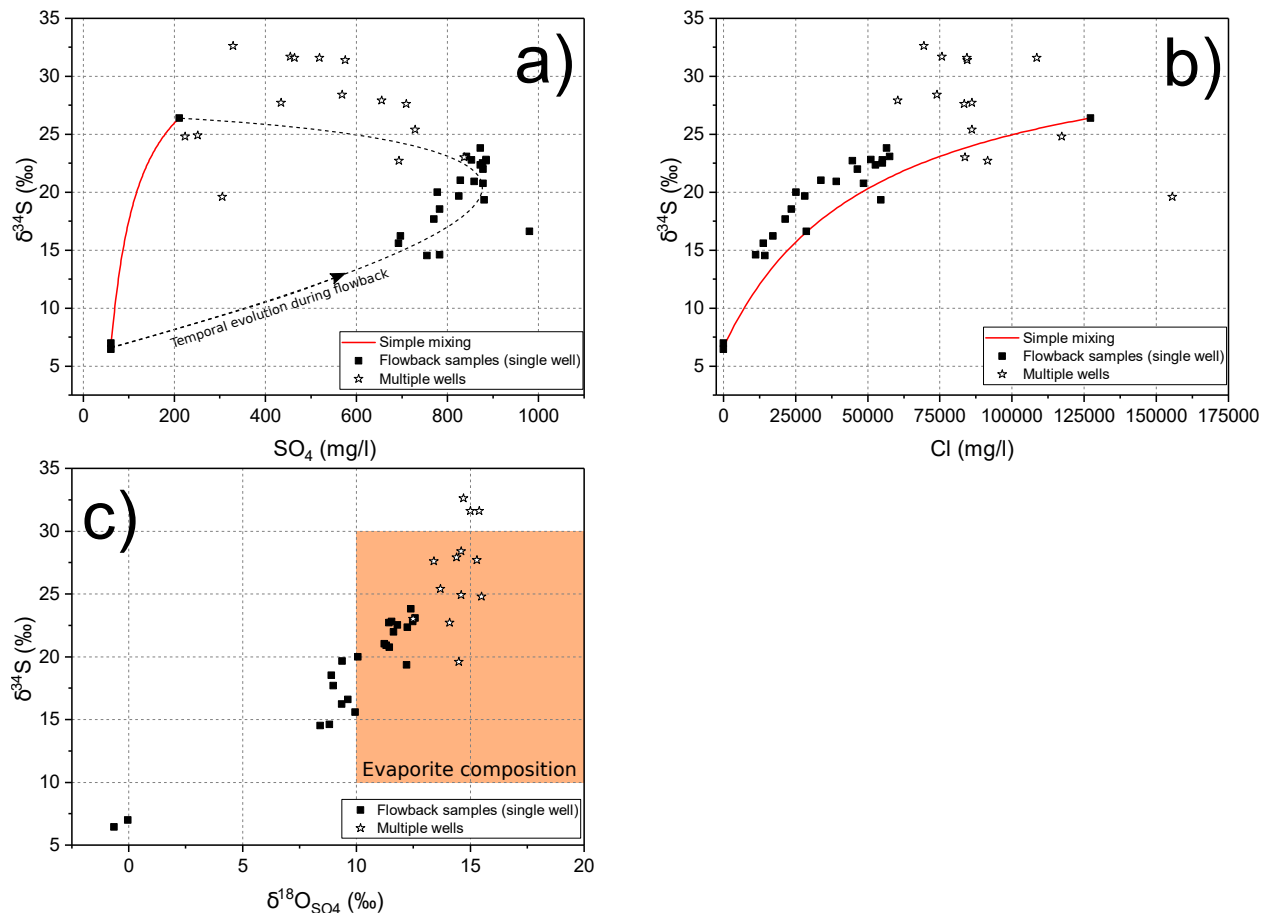 a)
35
30
25
20
15
10
5
δ³⁴S (‰)
Temporal evolution during flowback
Simple mixing
Flowback samples (single well)
Multiple wells
0 200 400 600 800 1000
SO₄ (mg/l)
b)
35
30
25
20
15
10
5
δ³⁴S (‰)
Simple mixing
Flowback samples (single well)
Multiple wells
0 25000 50000 75000 100000 125000 150000 175000
Cl (mg/l)
c)
35
30
25
20
15
10
5
δ³⁴S (‰)
Evaporite composition
Flowback samples (single well)
Multiple wells
0 5 10 15 20
δ¹⁸O_SO4 (‰)